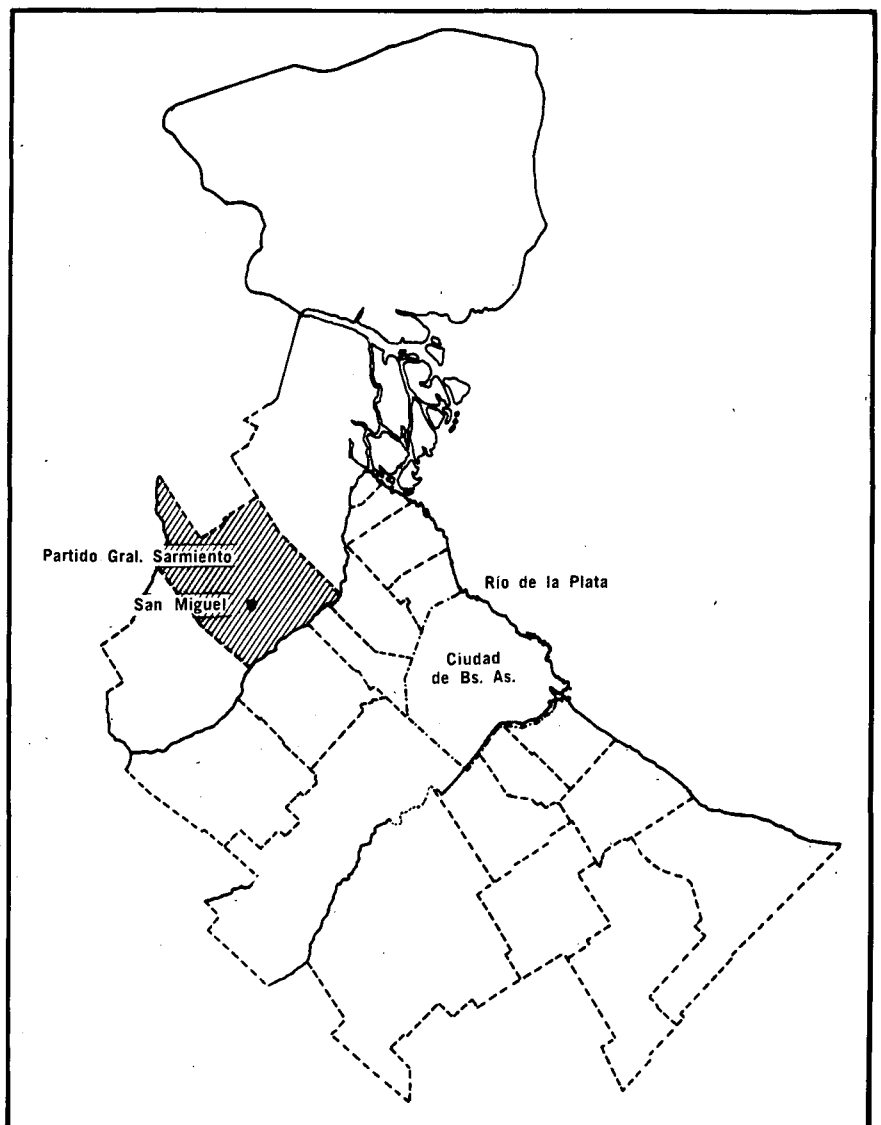 Partido Gral. Sarmiento
San Miguel
Río de la Plata
Ciudad
de Bs. As.